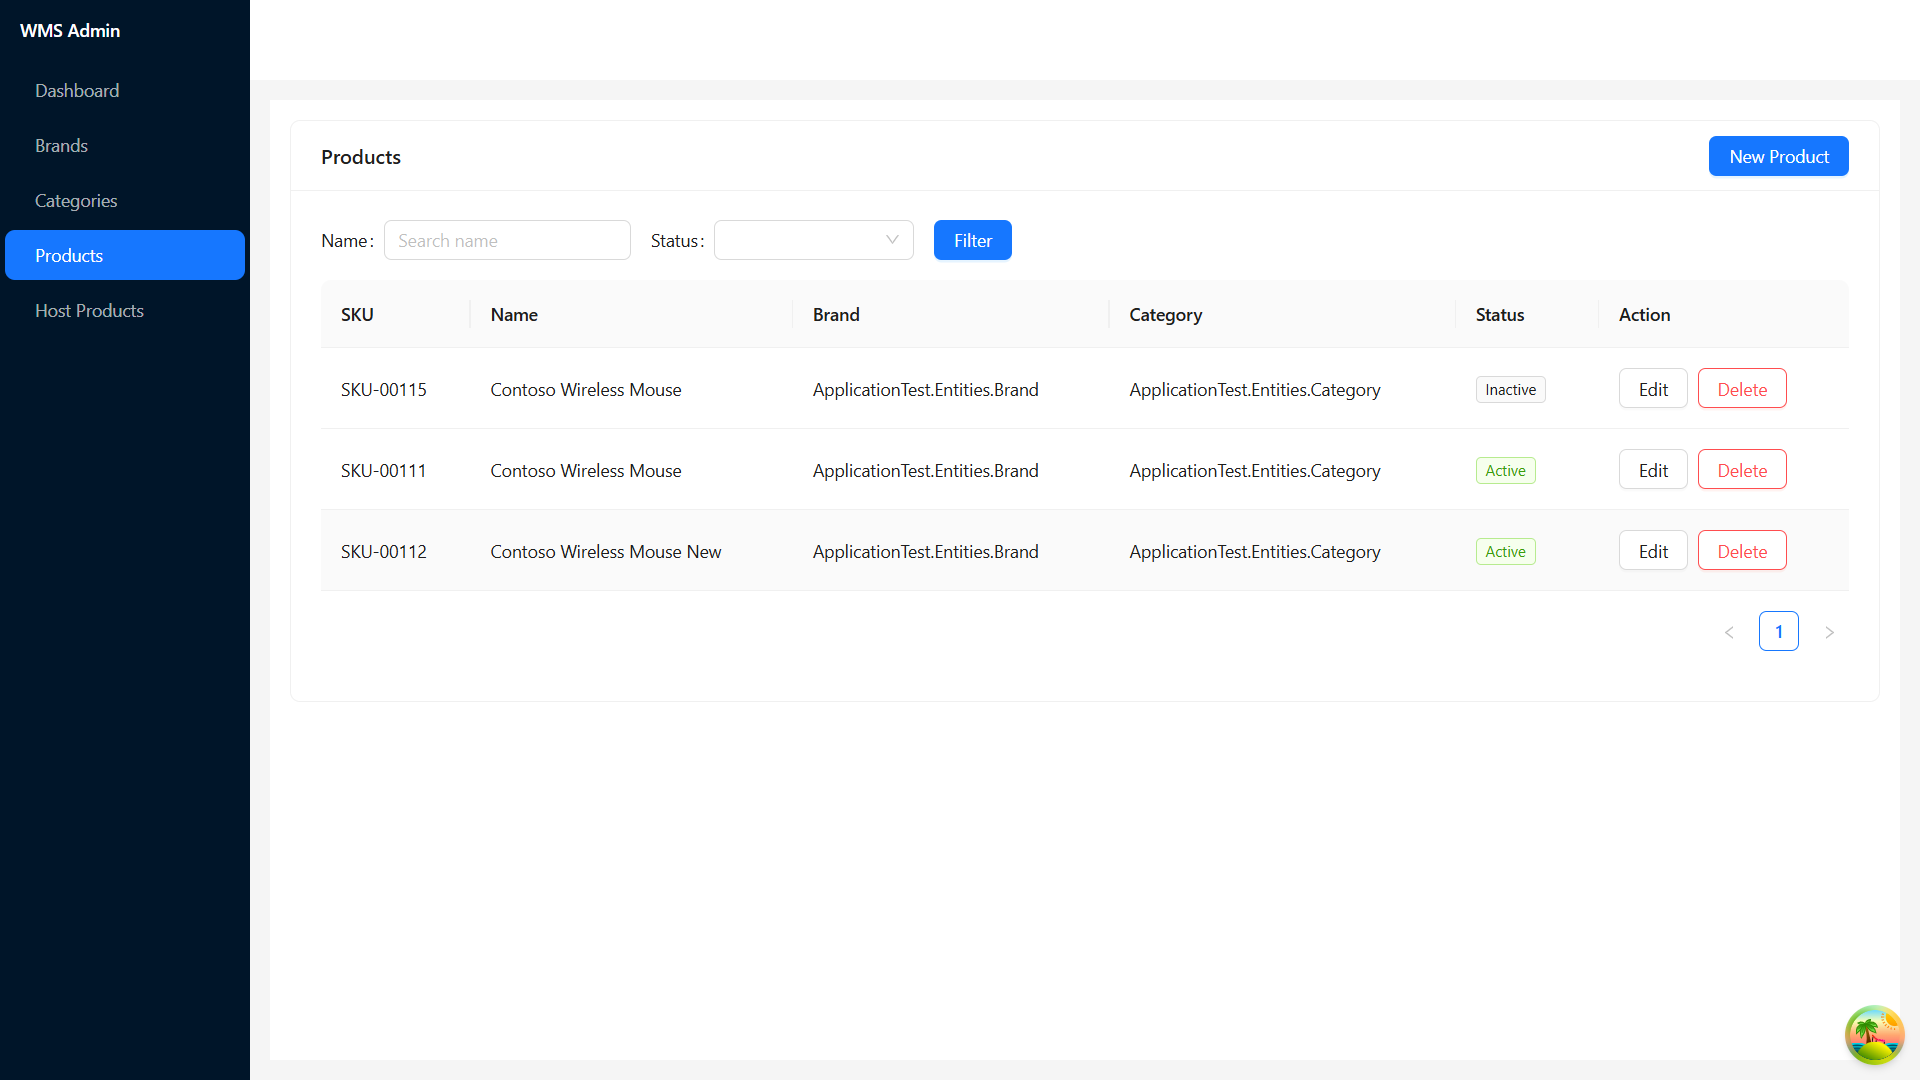 WMS Admin
Dashboard
Brands
Categories
Products
Host Products
Products
New Product
Name: Search name Status: Filter
SKU Name Brand Category Status Action
SKU-00115 Contoso Wireless Mouse ApplicationTest.Entities.Brand ApplicationTest.Entities.Category Inactive Edit Delete
SKU-00111 Contoso Wireless Mouse ApplicationTest.Entities.Brand ApplicationTest.Entities.Category Active Edit Delete
SKU-00112 Contoso Wireless Mouse New ApplicationTest.Entities.Brand ApplicationTest.Entities.Category Active Edit Delete
1